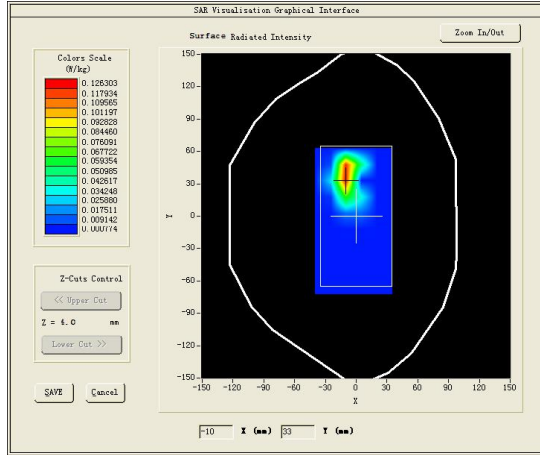 SAR Visualisation Graphical Interface
Surface Radiated Intensity
Zoom In/Out
Colors Scale
(W/kg)
0.126303
0.117934
0.109565
0.101197
0.092828
0.084460
0.076091
0.067722
0.059354
0.050985
0.042617
0.034248
0.025880
0.017511
0.009142
0.000774
Z-Cuts Control
<< Upper Cut
Z = 4.0 mm
Lower Cut >>
SAVE
Cancel
150
120
90
60
30
0
-30
-60
-90
-120
-150
Y
-150 -120 -90 -60 -30 0 30 60 90 120 150
X
-10 X (mm) 33 Y (mm)